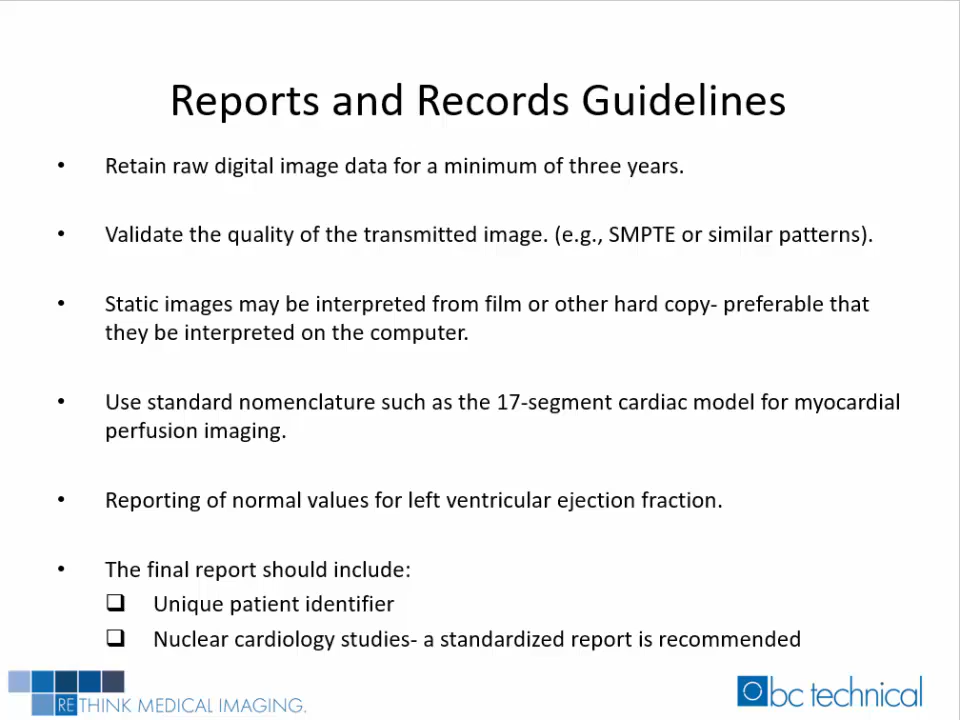 Reports and Records Guidelines
• Retain raw digital image data for a minimum of three years.
• Validate the quality of the transmitted image. (e.g., SMPTE or similar patterns).
• Static images may be interpreted from film or other hard copy- preferable that
they be interpreted on the computer.
• Use standard nomenclature such as the 17-segment cardiac model for myocardial
perfusion imaging.
• Reporting of normal values for left ventricular ejection fraction.
• The final report should include:
❑ Unique patient identifier
❑ Nuclear cardiology studies- a standardized report is recommended
RETHINK MEDICAL IMAGING.
bc technical